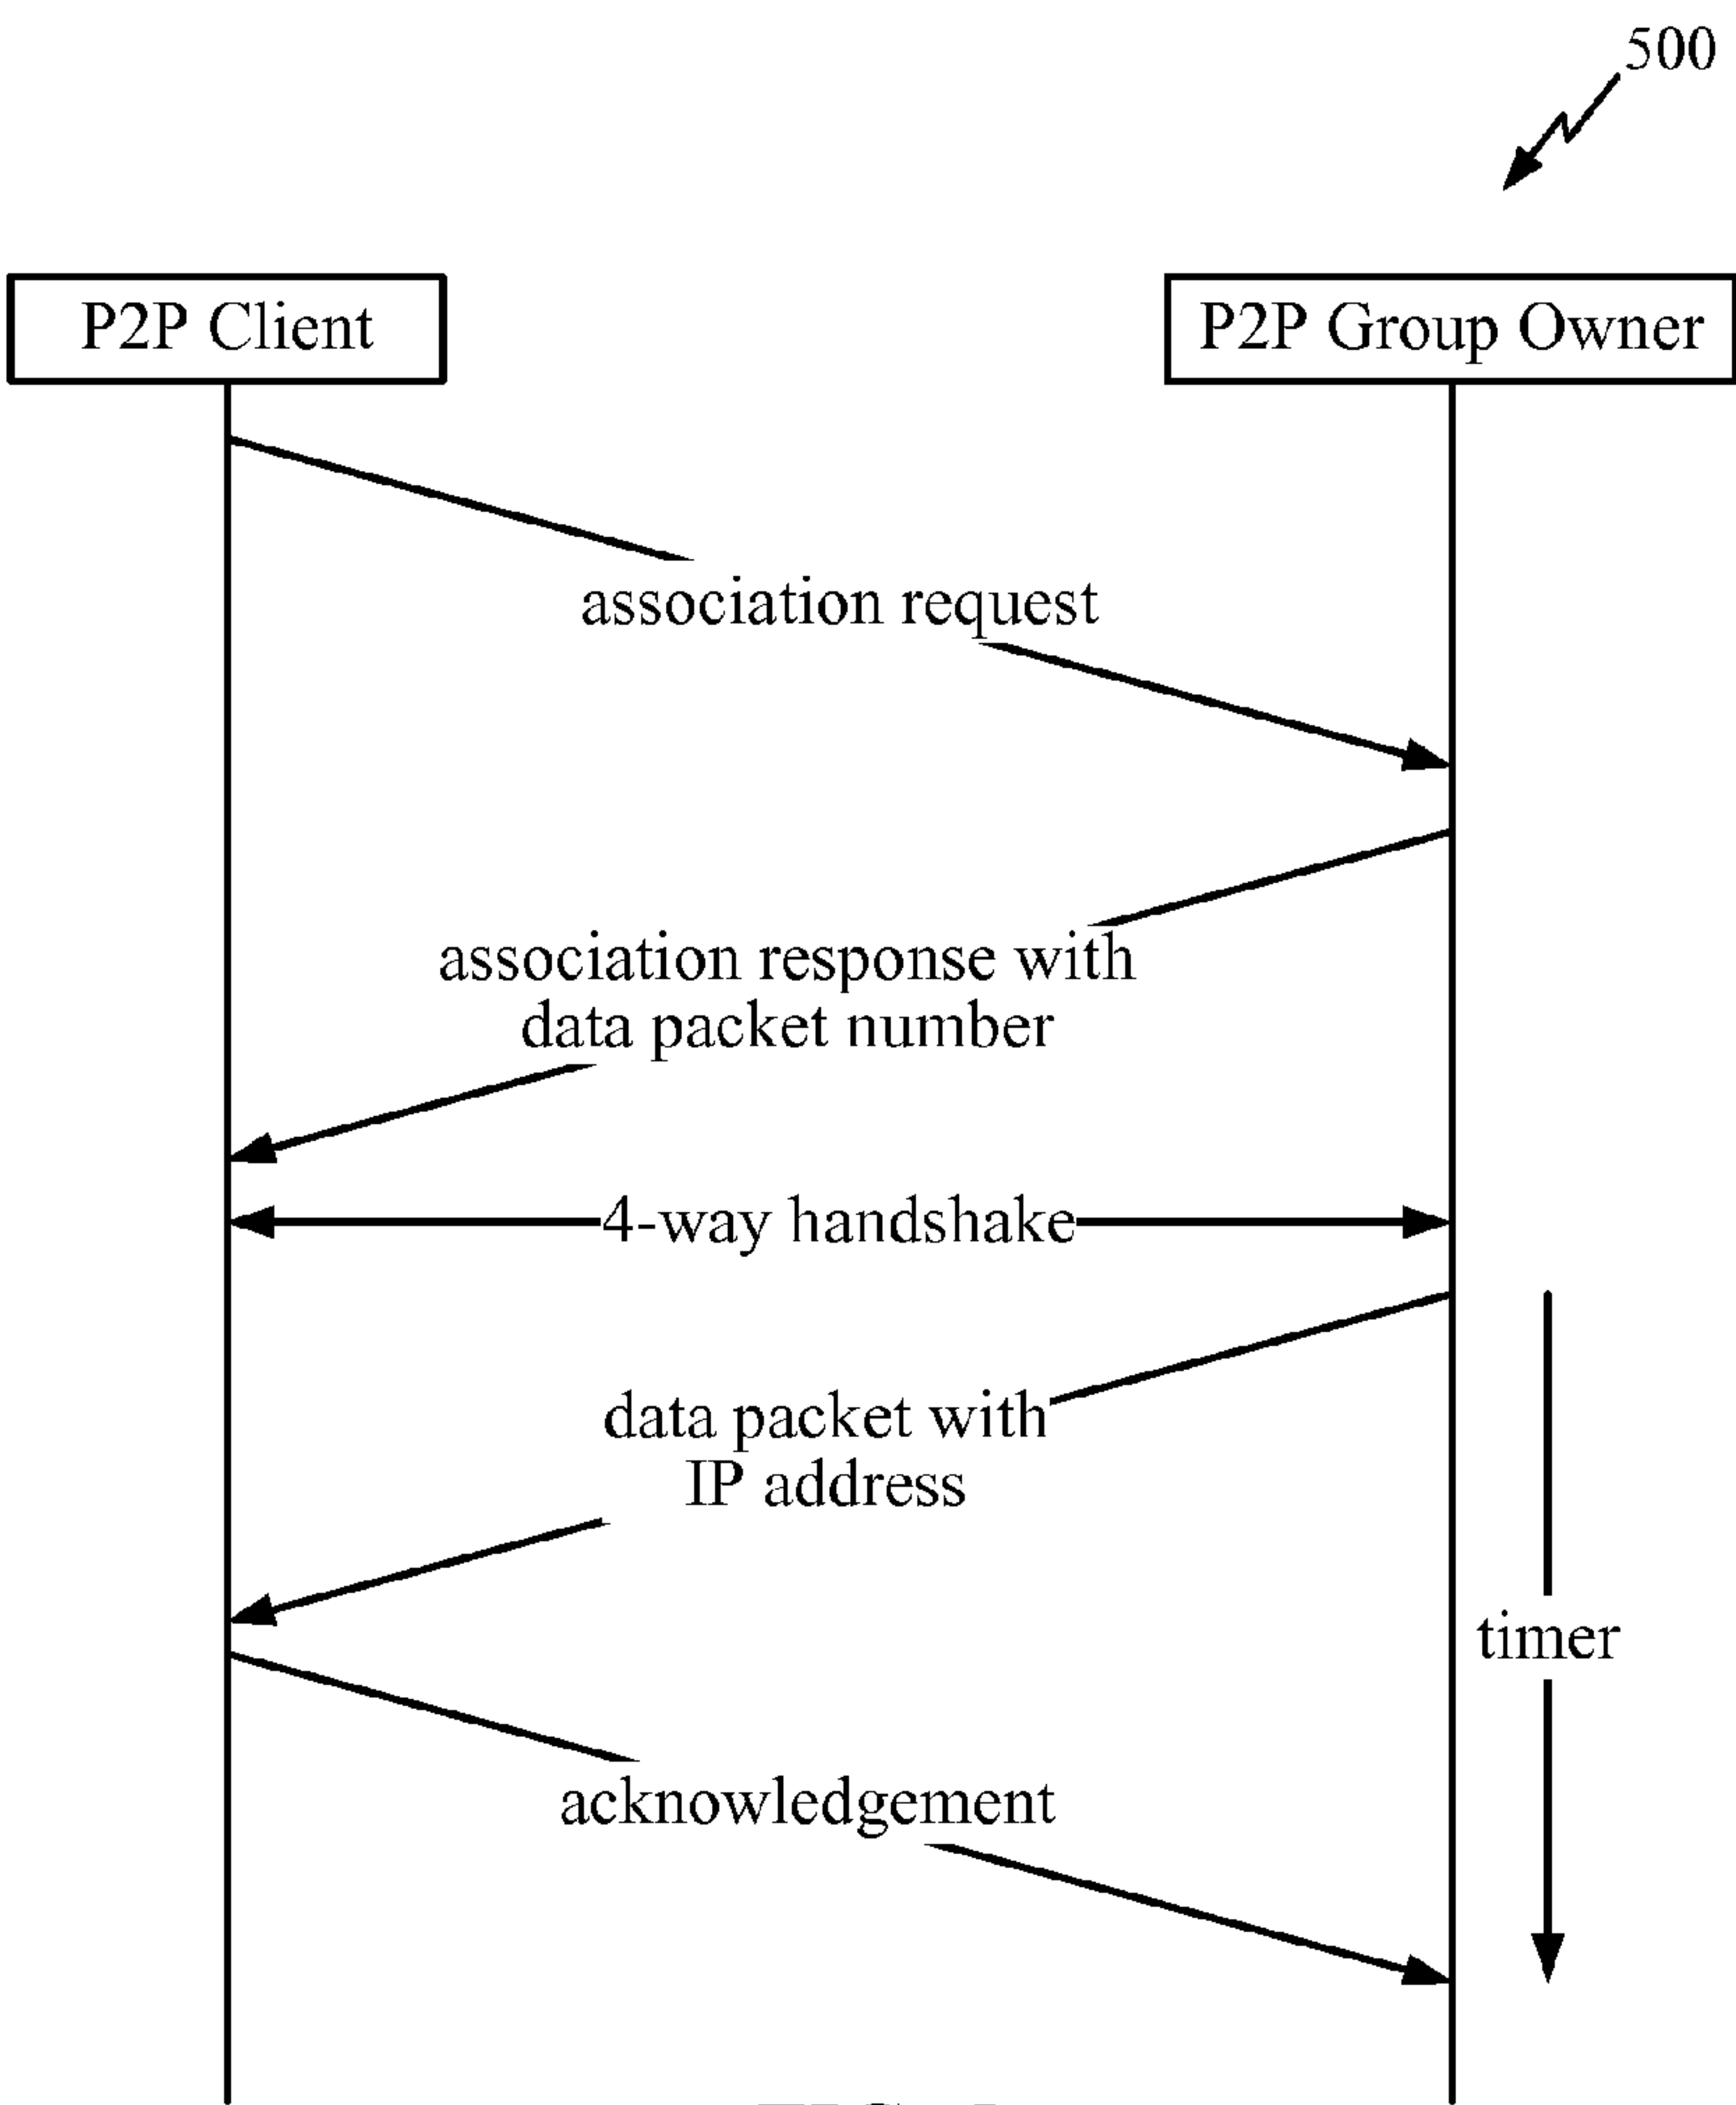 500
P2P Client
P2P Group Owner
association request
association response with
data packet number
4-way handshake
data packet with
IP address
timer
acknowledgement